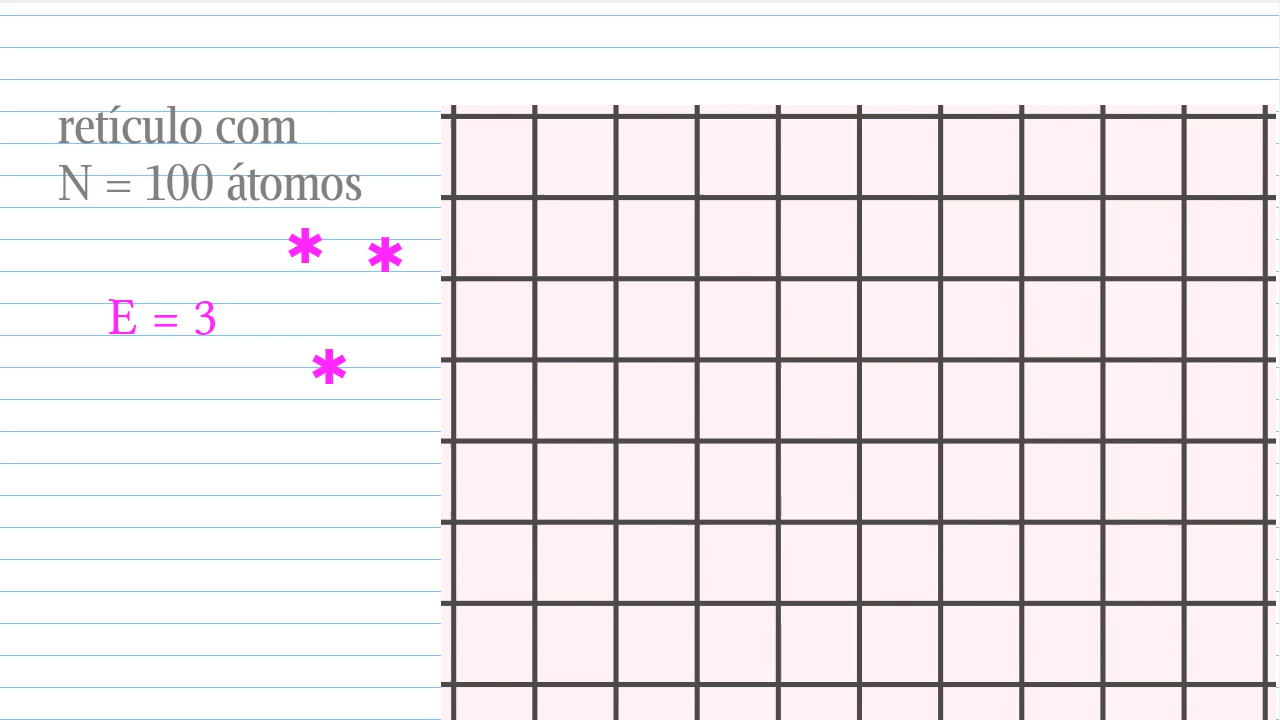 retículo com
N = 100 átomos
* *
E = 3
*